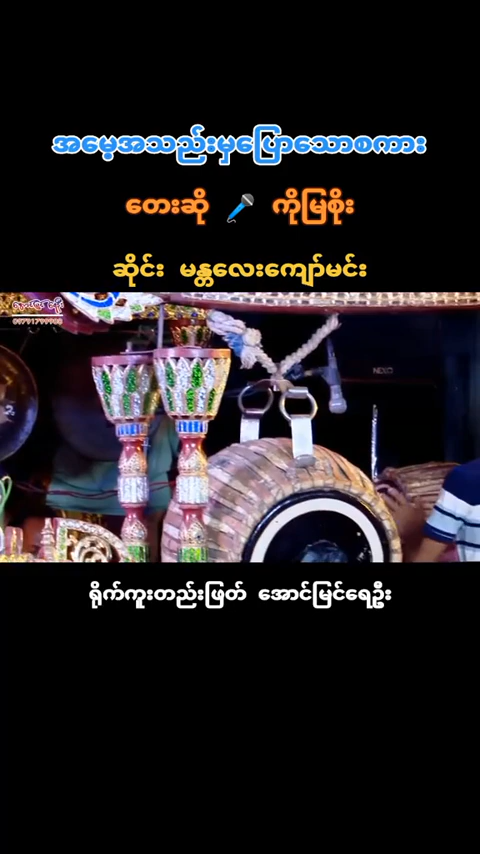 အမေ့အသည်းမှပြောသောစကား
တေးဆို 🎤 ကိုမြစိုး
ဆိုင်း မန္တလေးကျော်မင်း
NEXO
ရိုက်ကူးတည်းဖြတ် အောင်မြင်ရေဦး